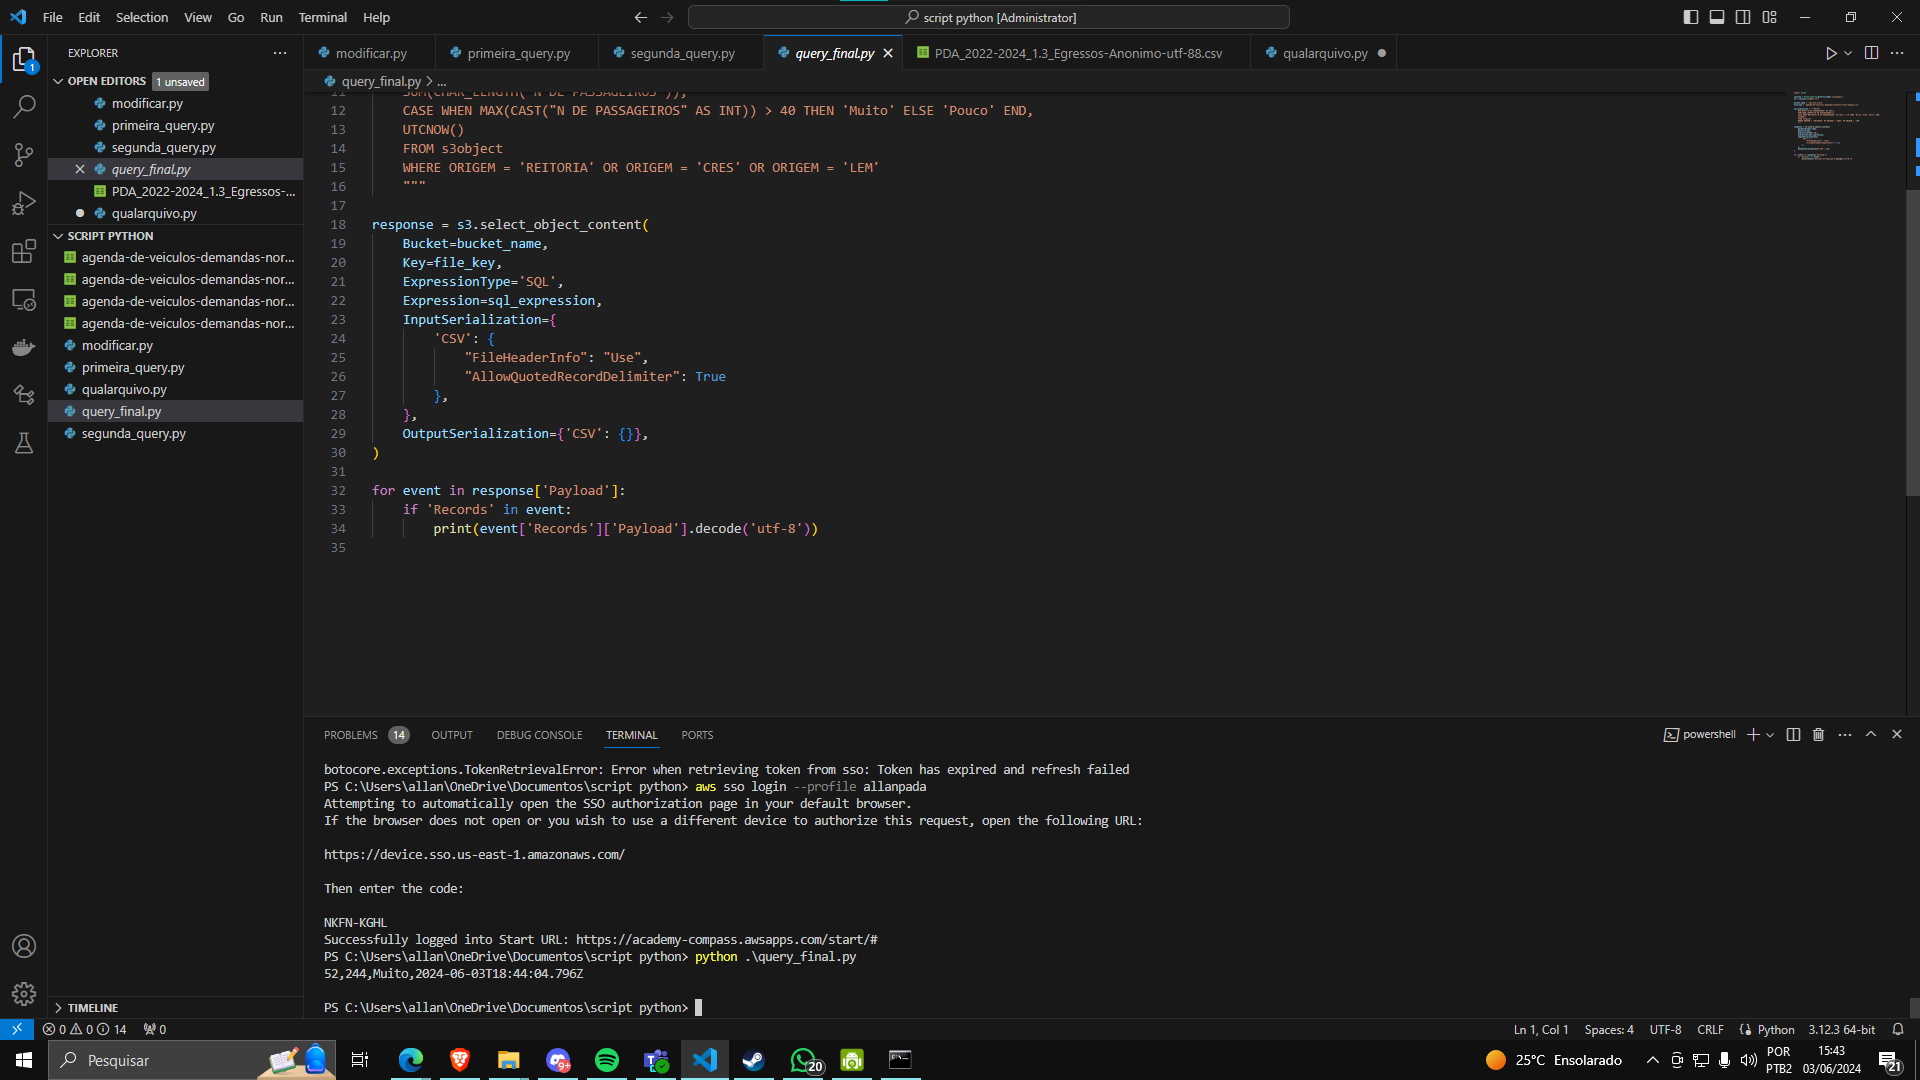 File Edit Selection View Go Run Terminal Help
script python [Administrator]
EXPLORER
OPEN EDITORS 1 unsaved
modificar.py
primeira_query.py
segunda_query.py
query_final.py
PDA_2022-2024_1.3_Egressos-...
qualarquivo.py
SCRIPT PYTHON
agenda-de-veiculos-demandas-nor...
agenda-de-veiculos-demandas-nor...
agenda-de-veiculos-demandas-nor...
agenda-de-veiculos-demandas-nor...
modificar.py
primeira_query.py
qualarquivo.py
query_final.py
segunda_query.py
TIMELINE
modificar.py primeira_query.py segunda_query.py query_final.py PDA_2022-2024_1.3_Egressos-Anonimo-utf-88.csv qualarquivo.py
query_final.py > ...
11 SUM(CHAR_LENGTH("N DE PASSAGEIROS")),
12 CASE WHEN MAX(CAST("N DE PASSAGEIROS" AS INT)) > 40 THEN 'Muito' ELSE 'Pouco' END,
13 UTCNOW()
14 FROM s3object
15 WHERE ORIGEM = 'REITORIA' OR ORIGEM = 'CRES' OR ORIGEM = 'LEM'
16 """
17
18 response = s3.select_object_content(
19 Bucket=bucket_name,
20 Key=file_key,
21 ExpressionType='SQL',
22 Expression=sql_expression,
23 InputSerialization={
24 'CSV': {
25 "FileHeaderInfo": "Use",
26 "AllowQuotedRecordDelimiter": True
27 },
28 },
29 OutputSerialization={'CSV': {}},
30 )
31
32 for event in response['Payload']:
33 if 'Records' in event:
34 print(event['Records']['Payload'].decode('utf-8'))
35
PROBLEMS 14 OUTPUT DEBUG CONSOLE TERMINAL PORTS
powershell
botocore.exceptions.TokenRetrievalError: Error when retrieving token from sso: Token has expired and refresh failed
PS C:\Users\allan\OneDrive\Documentos\script python> aws sso login --profile allanpada
Attempting to automatically open the SSO authorization page in your default browser.
If the browser does not open or you wish to use a different device to authorize this request, open the following URL:
https://device.sso.us-east-1.amazonaws.com/
Then enter the code:
NKFN-KGHL
Successfully logged into Start URL: https://academy-compass.awsapps.com/start/#
PS C:\Users\allan\OneDrive\Documentos\script python> python .\query_final.py
52,244,Muito,2024-06-03T18:44:04.796Z
PS C:\Users\allan\OneDrive\Documentos\script python>
0 0 14 0
Ln 1, Col 1 Spaces: 4 UTF-8 CRLF Python 3.12.3 64-bit
Pesquisar
9+
20
25°C Ensolarado
POR
PTB2
15:43
03/06/2024
21
1